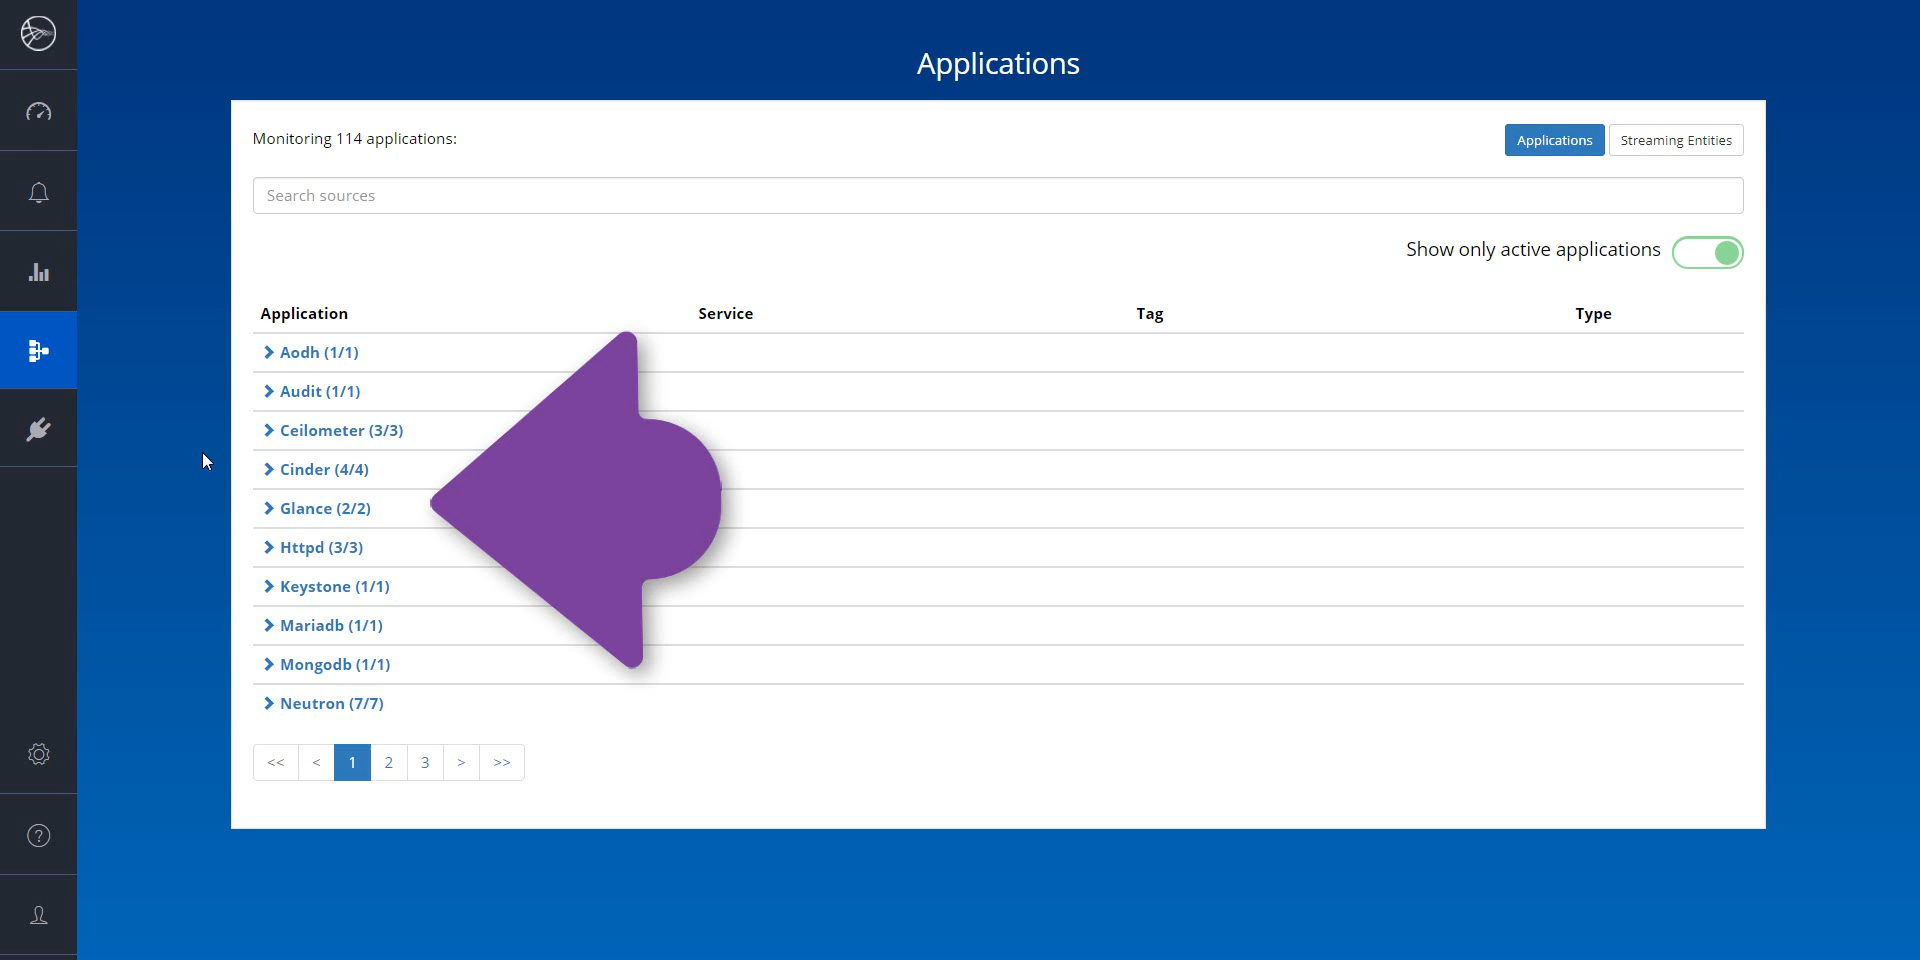 Applications
Monitoring 114 applications:
Applications Streaming Entities
Search sources
Show only active applications
Application Service Tag Type
Aodh (1/1)
Audit (1/1)
Ceilometer (3/3)
Cinder (4/4)
Glance (2/2)
Httpd (3/3)
Keystone (1/1)
Mariadb (1/1)
Mongodb (1/1)
Neutron (7/7)
<< < 1 2 3 > >>
?